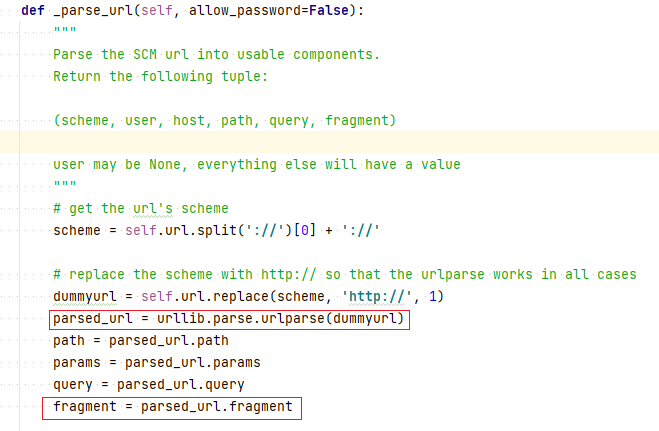 def _parse_url(self, allow_password=False):
"""
Parse the SCM url into usable components.
Return the following tuple:
(scheme, user, host, path, query, fragment)
user may be None, everything else will have a value
"""
# get the url's scheme
scheme = self.url.split('://')[0] + '://'
# replace the scheme with http:// so that the urlparse works in all cases
dummyurl = self.url.replace(scheme, 'http://', 1)
parsed_url = urllib.parse.urlparse(dummyurl)
path = parsed_url.path
params = parsed_url.params
query = parsed_url.query
fragment = parsed_url.fragment